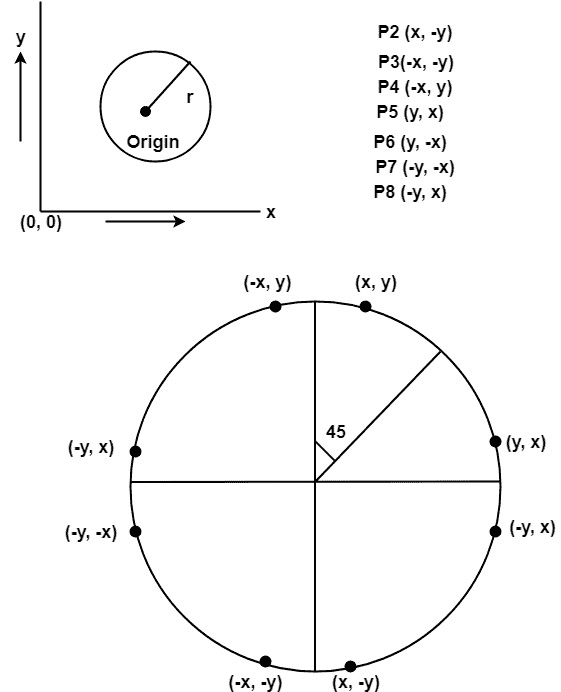 y
r
Origin
(0, 0)
x
P2 (x, -y)
P3(-x, -y)
P4 (-x, y)
P5 (y, x)
P6 (y, -x)
P7 (-y, -x)
P8 (-y, x)
(-x, y) (x, y)
45
(-y, x) (y, x)
(-y, -x) (-y, x)
(-x, -y) (x, -y)